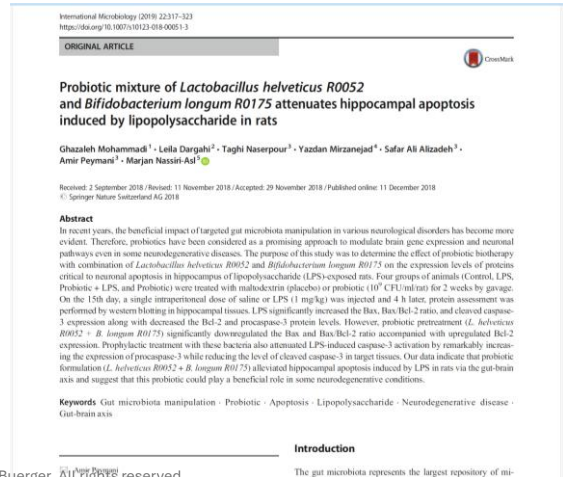 International Microbiology (2019) 22:317–323
https://doi.org/10.1007/s10123-018-00051-3
ORIGINAL ARTICLE
CrossMark
Probiotic mixture of Lactobacillus helveticus R0052
and Bifidobacterium longum R0175 attenuates hippocampal apoptosis
induced by lipopolysaccharide in rats
Ghazaleh Mohammadi¹ · Leila Dargahi² · Taghi Naserpour³ · Yazdan Mirzanejad⁴ · Safar Ali Alizadeh³ ·
Amir Peymani³ · Marjan Nassiri-Asl⁵
Received: 2 September 2018 / Revised: 11 November 2018 / Accepted: 29 November 2018 / Published online: 11 December 2018
© Springer Nature Switzerland AG 2018
Abstract
In recent years, the beneficial impact of targeted gut microbiota manipulation in various neurological disorders has become more
evident. Therefore, probiotics have been considered as a promising approach to modulate brain gene expression and neuronal
pathways even in some neurodegenerative diseases. The purpose of this study was to determine the effect of probiotic biotherapy
with combination of Lactobacillus helveticus R0052 and Bifidobacterium longum R0175 on the expression levels of proteins
critical to neuronal apoptosis in hippocampus of lipopolysaccharide (LPS)-exposed rats. Four groups of animals (Control, LPS,
Probiotic + LPS, and Probiotic) were treated with maltodextrin (placebo) or probiotic (10⁹ CFU/ml/rat) for 2 weeks by gavage.
On the 15th day, a single intraperitoneal dose of saline or LPS (1 mg/kg) was injected and 4 h later, protein assessment was
performed by western blotting in hippocampal tissues. LPS significantly increased the Bax, Bax/Bcl-2 ratio, and cleaved caspase-
3 expression along with decreased the Bcl-2 and procaspase-3 protein levels. However, probiotic pretreatment (L. helveticus
R0052 + B. longum R0175) significantly downregulated the Bax and Bax/Bcl-2 ratio accompanied with upregulated Bcl-2
expression. Prophylactic treatment with these bacteria also attenuated LPS-induced caspase-3 activation by remarkably increas-
ing the expression of procaspase-3 while reducing the level of cleaved caspase-3 in target tissues. Our data indicate that probiotic
formulation (L. helveticus R0052 + B. longum R0175) alleviated hippocampal apoptosis induced by LPS in rats via the gut-brain
axis and suggest that this probiotic could play a beneficial role in some neurodegenerative conditions.
Keywords Gut microbiota manipulation · Probiotic · Apoptosis · Lipopolysaccharide · Neurodegenerative disease ·
Gut-brain axis
Introduction
The gut microbiota represents the largest repository of mi-
Amir Peymani
Buerger. All rights reserved